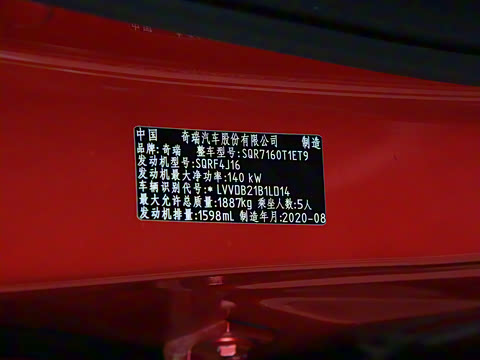 中国 奇瑞汽车股份有限公司 制造
品牌:奇瑞 整车型号:SQR7160T1ET9
发动机型号:SQRF4J16
发动机最大净功率:140 kW
车辆识别代号:*LVVDB21B1LD14
最大允许总质量:1887kg 乘坐人数:5人
发动机排量:1598mL 制造年月:2020-08